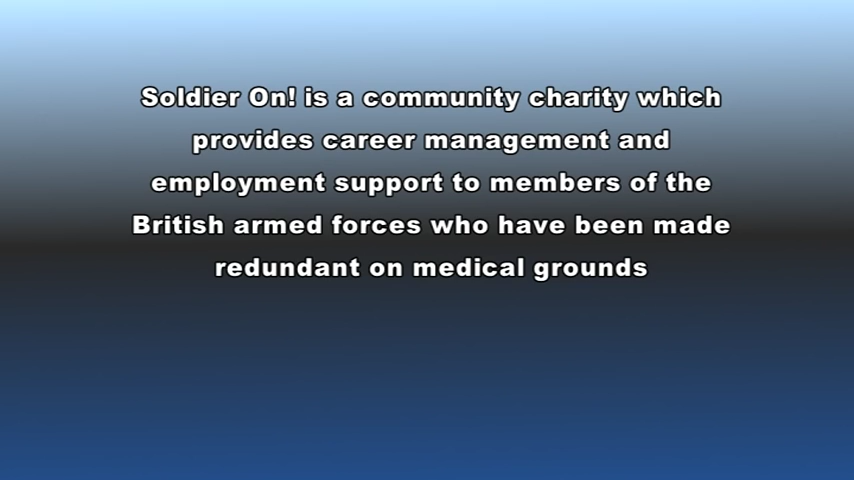 Soldier On! is a community charity which
provides career management and
employment support to members of the
British armed forces who have been made
redundant on medical grounds